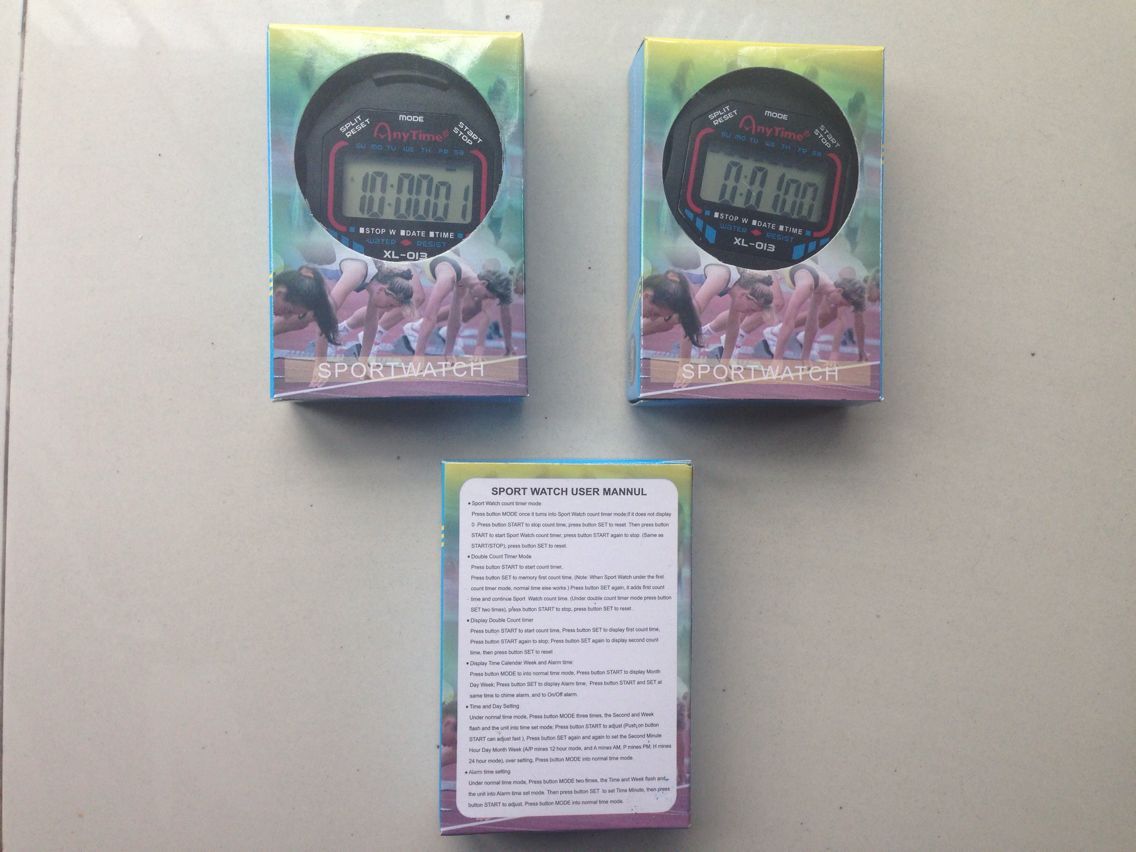 SPLIT
RESET
MODE
START
STOP
AnyTime
SU MO TU WE TH FR SA
10:0001
STOP W DATE TIME
WATER RESIST
XL-013
SPORTWATCH
SPLIT
RESET
MODE
START
STOP
AnyTime
SU MO TU WE TH FR SA
0:0100
STOP W DATE TIME
WATER RESIST
XL-013
SPORTWATCH
SPORT WATCH USER MANNUL
● Sport Watch count timer mode
Press button MODE once it turns into Sport Watch count timer mode;If it does not display
0 .Press button START to stop count time, press button SET to reset. Then press button
START to start Sport Watch count timer, press button START again to stop. (Same as
START/STOP), press button SET to reset.
● Double Count Timer Mode
Press button START to start count timer.
Press button SET to memory first count time. (Note: When Sport Watch under the first
count timer mode, normal time else works.) Press button SET again, it adds first count
time and continue Sport Watch count time. (Under double count timer mode press button
SET two times), press button START to stop, press button SET to reset.
● Display Double Count timer
Press button START to start count time, Press button SET to display first count time,
Press button START again to stop; Press button SET again to display second count
time, then press button SET to reset
● Display Time Calendar Week and Alarm time:
Press button MODE to into normal time mode, Press button START to display Month
Day Week; Press button SET to display Alarm time, Press button START and SET at
same time to chime alarm, and to On/Off alarm.
● Time and Day Setting
Under normal time mode, Press button MODE three times, the Second and Week
flash and the unit into time set mode; Press button START to adjust (Push on button
START can adjust fast ), Press button SET again and again to set the Second Minute
Hour Day Month Week (A/P mines 12 hour mode, and A mines AM, P mines PM; H mines
24 hour mode), over setting, Press button MODE into normal time mode.
● Alarm time setting
Under normal time mode, Press button MODE two times, the Time and Week flash and
the unit into Alarm time set mode. Then press button SET to set Time Minute, then press
button START to adjust. Press button MODE into normal time mode.